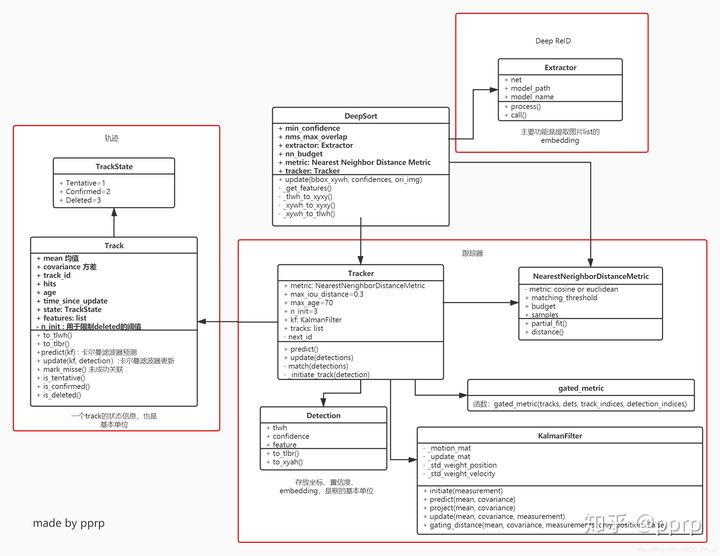 Deep ReID
Extractor
+ net
+ model_path
+ model_name
+ process()
+ call()
主要功能是提取图片list的
embedding
DeepSort
+ min_confidence
+ nms_max_overlap
+ extractor: Extractor
+ nn_budget
+ metric: Nearest Neighbor Distance Metric
+ tracker: Tracker
+ update(bbox_xywh, confidences, ori_img)
- _get_features()
- _tlwh_to_xyxy()
- _xywh_to_xyxy()
- _xywh_to_tlwh()
轨迹
TrackState
+ Tentative=1
+ Confirmed=2
+ Deleted=3
Track
+ mean 均值
+ covariance 方差
+ track_id
+ hits
+ age
+ time_since_update
+ state: TrackState
+ features: list
- n_init : 用于限制deleted的阈值
+ to_tlwh()
+ to_tlbr()
+predict(kf) : 卡尔曼滤波器预测
+ update(kf, detection) :卡尔曼滤波器更新
+ mark_misse() 未成功关联
+ is_tentative()
+ is_confirmed()
+ is_deleted()
一个track的状态信息，也是
基本单位
跟踪器
Tracker
+ metric: NearestNeighborDistanceMetric
+ max_iou_distance=0.3
+ max_age=70
+ n_init=3
+ kf: KalmanFilter
+ tracks: list
- next_id
+ predict()
+ update(detections)
- match(detections)
- _initiate_track(detection)
NearestNerighborDistanceMetric
- metric: cosine or euclidean
+ matching_threshold
+ budget
+ samples
+ partial_fit()
+ distance()
gated_metric
函数：gated_metric(tracks, dets, track_indices, detection_indices)
Detection
+ tlwh
+ confidence
+ feature
+ to_tlbr()
+ to_xyah()
存放坐标、置信度、
embedding，是框的基本单位
KalmanFilter
- _motion_mat
- _update_mat
- _std_weight_position
- _std_weight_velocity
+ initiate(measurement)
+ predict(mean, covariance)
+ project(mean, covariance)
+ update(mean, covariance, measurement)
+ gating_distance(mean, covariance, measurements, only_position=False)
made by pprp
知乎 @pprp